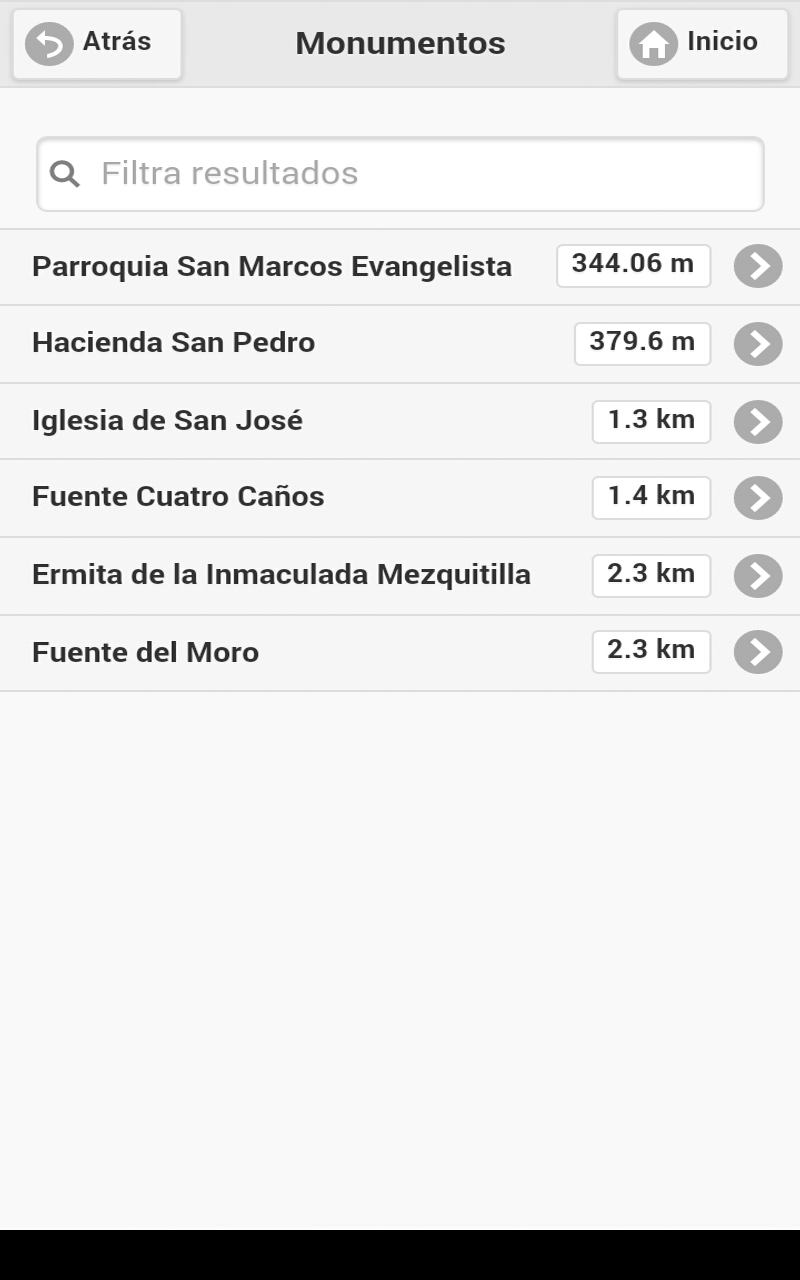 Atrás
Monumentos
Inicio
Filtra resultados
Parroquia San Marcos Evangelista 344.06 m
Hacienda San Pedro 379.6 m
Iglesia de San José 1.3 km
Fuente Cuatro Caños 1.4 km
Ermita de la Inmaculada Mezquitilla 2.3 km
Fuente del Moro 2.3 km